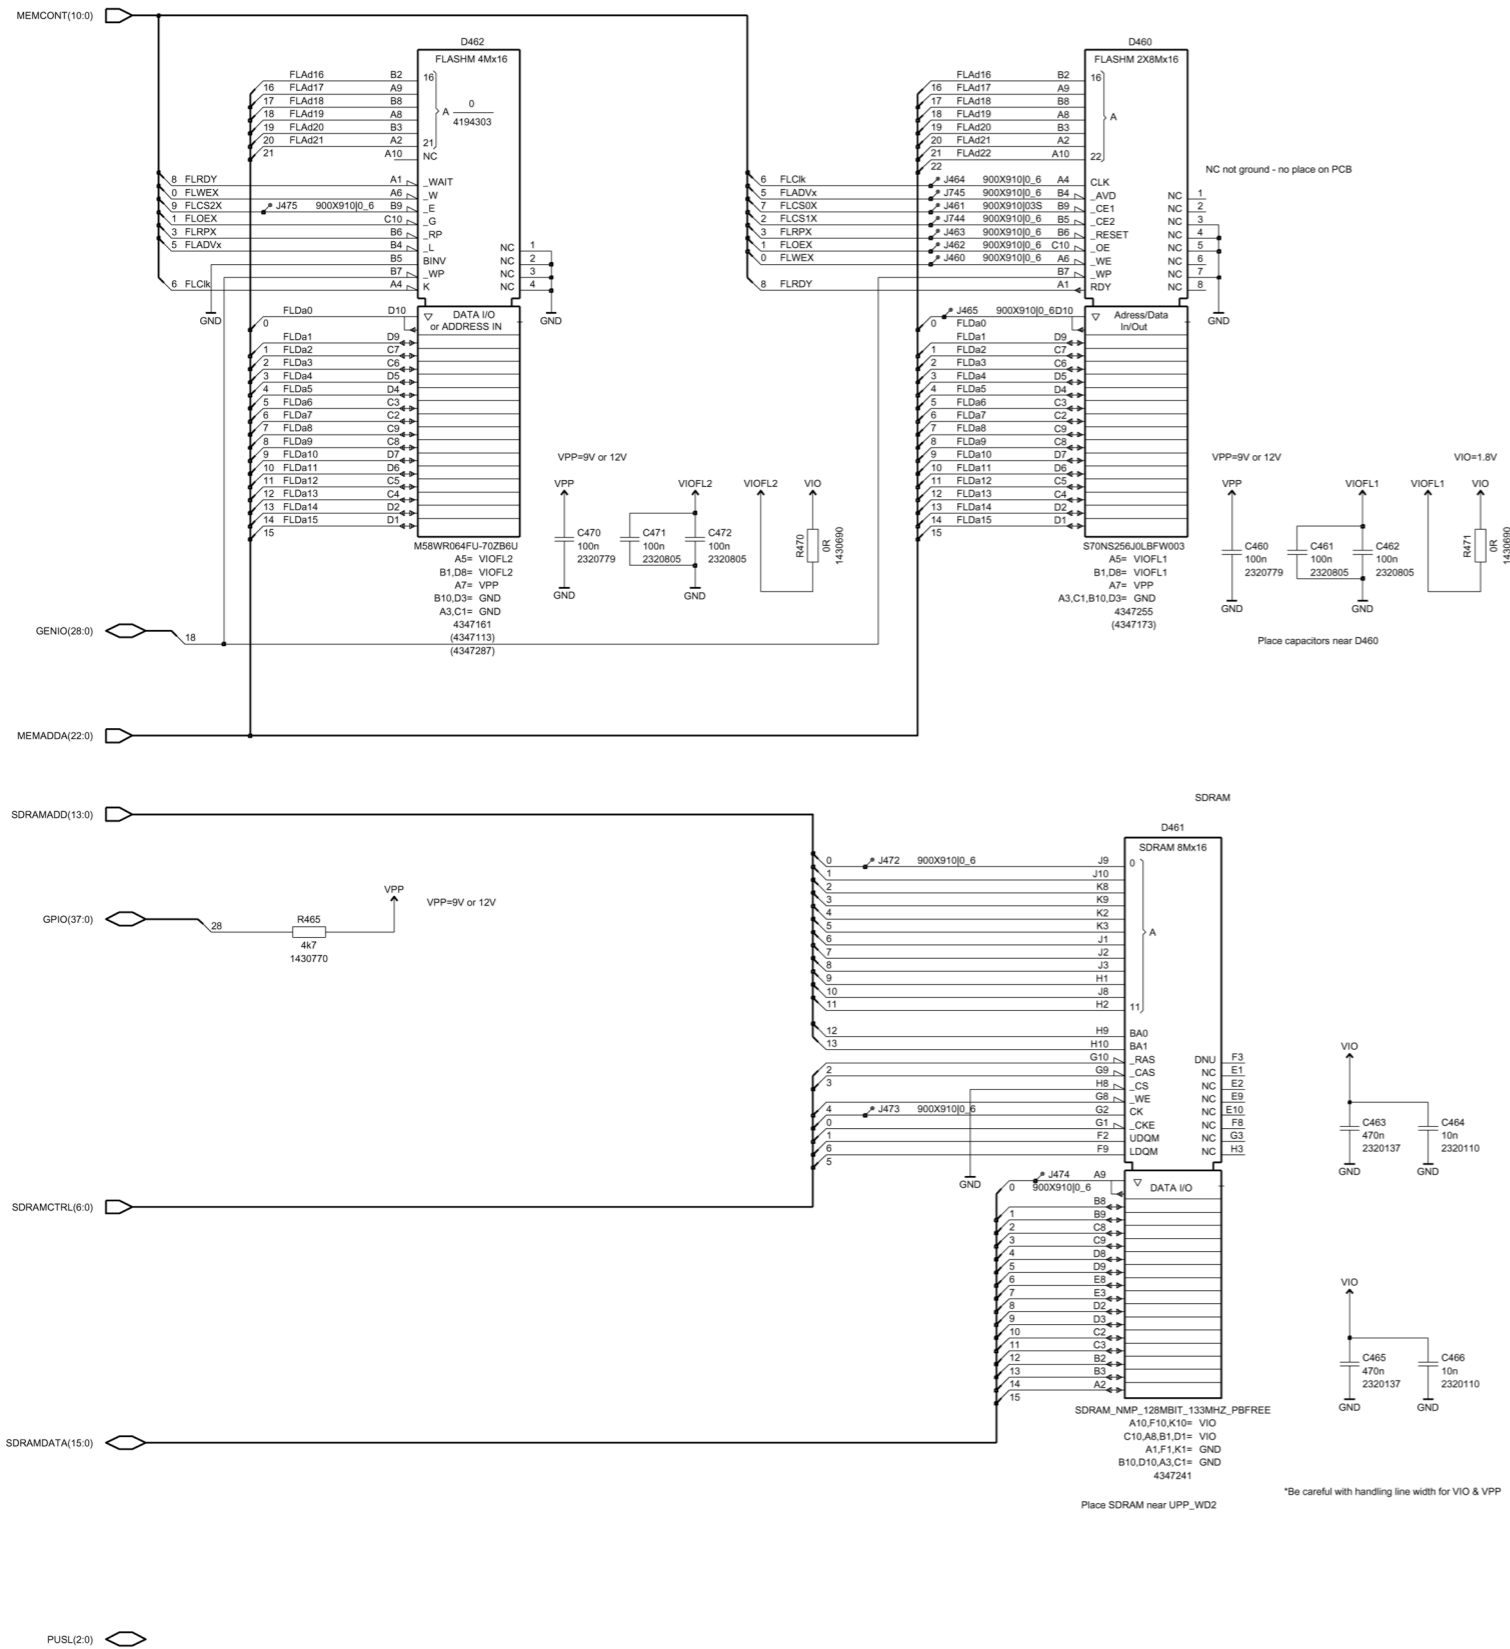 MEMCONT(10:0)
D462
FLASHM 4Mx16
FLAd16 B2 16
16 FLAd17 A9
17 FLAd18 B8
18 FLAd19 A8
19 FLAd20 B3
20 FLAd21 A2 21
21 A10 NC
A 0
4194303
8 FLRDY A1 _WAIT
0 FLWEX A6 _W
9 FLCS2X J475 900X910|0_6 B9 _E
1 FLOEX C10 _G
3 FLRPX B6 _RP
5 FLADVx B4 _L NC 1
B5 BINV NC 2
B7 _WP NC 3
6 FLClk A4 K NC 4
GND
GND
FLDa0 D10 DATA I/O
0 or ADDRESS IN
FLDa1 D9
1 FLDa2 C7
2 FLDa3 C6
3 FLDa4 D5
4 FLDa5 D4
5 FLDa6 C3
6 FLDa7 C2
7 FLDa8 C9
8 FLDa9 C8
9 FLDa10 D7
10 FLDa11 D6
11 FLDa12 C5
12 FLDa13 C4
13 FLDa14 D2
14 FLDa15 D1
15
M58WR064FU-70ZB6U
A5= VIOFL2
B1,D8= VIOFL2
A7= VPP
B10,D3= GND
A3,C1= GND
4347161
(4347113)
(4347287)
VPP=9V or 12V
VPP
C470
100n
2320779
GND
VIOFL2
C471
100n
2320805
C472
100n
2320805
GND
VIOFL2
VIO
R470
0R
1430690
D460
FLASHM 2X8Mx16
FLAd16 B2 16
16 FLAd17 A9
17 FLAd18 B8
18 FLAd19 A8
19 FLAd20 B3
20 FLAd21 A2
21 FLAd22 A10 22
22
A
NC not ground - no place on PCB
6 FLClk J464 900X910|0_6 A4 CLK
5 FLADVx J745 900X910|0_6 B4 _AVD NC 1
7 FLCS0X J461 900X910|03S B9 _CE1 NC 2
2 FLCS1X J744 900X910|0_6 B5 _CE2 NC 3
3 FLRPX J463 900X910|0_6 B6 _RESET NC 4
1 FLOEX J462 900X910|0_6 C10 _OE NC 5
0 FLWEX J460 900X910|0_6 A6 _WE NC 6
B7 _WP NC 7
8 FLRDY A1 RDY NC 8
GND
J465 900X910|0_6 D10 Adress/Data
0 FLDa0 In/Out
FLDa1 D9
1 FLDa2 C7
2 FLDa3 C6
3 FLDa4 D5
4 FLDa5 D4
5 FLDa6 C3
6 FLDa7 C2
7 FLDa8 C9
8 FLDa9 C8
9 FLDa10 D7
10 FLDa11 D6
11 FLDa12 C5
12 FLDa13 C4
13 FLDa14 D2
14 FLDa15 D1
15
S70NS256J0LBFW003
A5= VIOFL1
B1,D8= VIOFL1
A7= VPP
A3,C1,B10,D3= GND
4347255
(4347173)
VPP=9V or 12V
VPP
C460
100n
2320779
GND
VIOFL1
C461
100n
2320805
C462
100n
2320805
GND
VIO=1.8V
VIOFL1
VIO
R471
0R
1430690
Place capacitors near D460
GENIO(28:0)
18
MEMADDA(22:0)
SDRAMADD(13:0)
GPIO(37:0)
28
R465
4k7
1430770
VPP
VPP=9V or 12V
SDRAM
D461
SDRAM 8Mx16
0 J472 900X910|0_6 J9 0
1 J10
2 K8
3 K9
4 K2
5 K3
6 J1
7 J2
8 J3
9 H1
10 J8
11 H2 11
A
12 H9 BA0
13 H10 BA1
G10 _RAS DNU F3
2 G9 _CAS NC E1
3 H8 _CS NC E2
G8 _WE NC E9
4 J473 900X910|0_6 G2 CK NC E10
0 G1 _CKE NC F8
1 F2 UDQM NC G3
6 F9 LDQM NC H3
5
GND
J474 A9 DATA I/O
0 900X910|0_6
B8
1 B9
2 C8
3 C9
4 D8
5 D9
6 E8
7 E3
8 D2
9 D3
10 C2
11 C3
12 B2
13 B3
14 A2
15
SDRAM_NMP_128MBIT_133MHZ_PBFREE
A10,F10,K10= VIO
C10,A8,B1,D1= VIO
A1,F1,K1= GND
B10,D10,A3,C1= GND
4347241
Place SDRAM near UPP_WD2
SDRAMCTRL(6:0)
SDRAMDATA(15:0)
VIO
C463
470n
2320137
GND
C464
10n
2320110
GND
VIO
C465
470n
2320137
GND
C466
10n
2320110
GND
*Be careful with handling line width for VIO & VPP
PUSL(2:0)